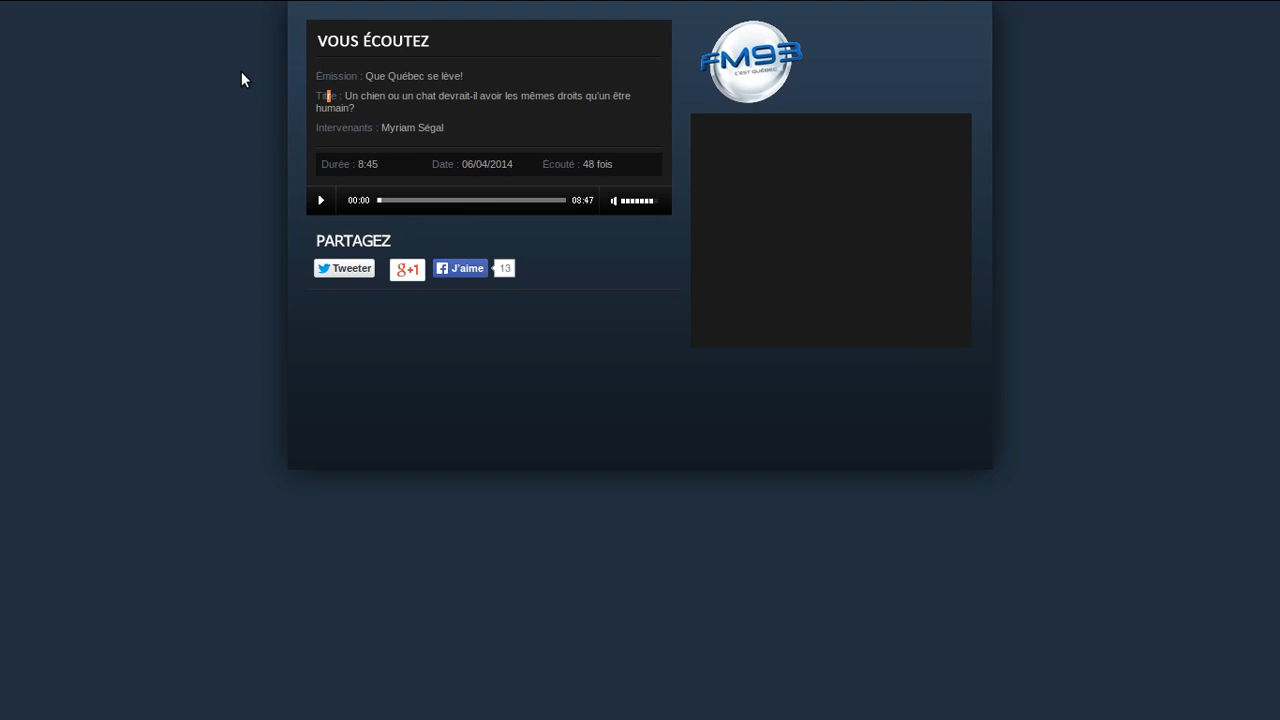 VOUS ÉCOUTEZ
FM93
C'EST QUÉBEC
Émission : Que Québec se lève!
Titre : Un chien ou un chat devrait-il avoir les mêmes droits qu'un être
humain?
Intervenants : Myriam Ségal
Durée : 8:45 Date : 06/04/2014 Écouté : 48 fois
00:00 08:47
PARTAGEZ
Tweeter g+1 J'aime 13